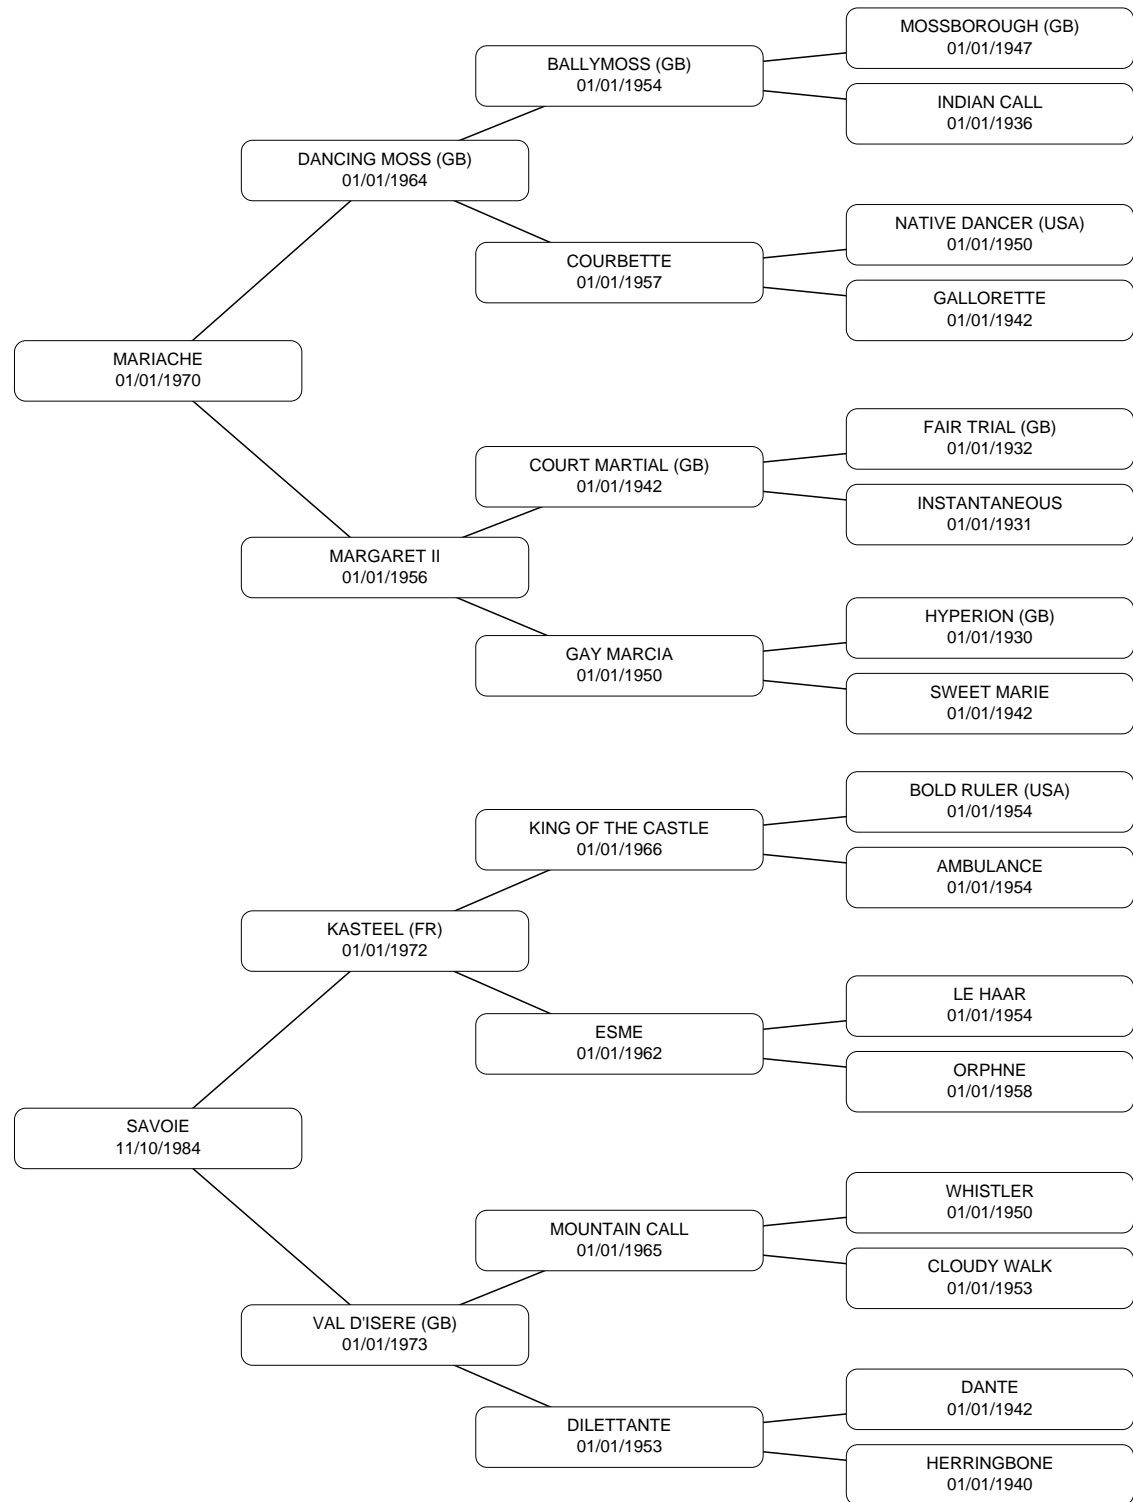 MOSSBOROUGH (GB)
01/01/1947
BALLYMOSS (GB)
01/01/1954
INDIAN CALL
01/01/1936
DANCING MOSS (GB)
01/01/1964
NATIVE DANCER (USA)
01/01/1950
COURBETTE
01/01/1957
GALLORETTE
01/01/1942
MARIACHE
01/01/1970
FAIR TRIAL (GB)
01/01/1932
COURT MARTIAL (GB)
01/01/1942
INSTANTANEOUS
01/01/1931
MARGARET II
01/01/1956
HYPERION (GB)
01/01/1930
GAY MARCIA
01/01/1950
SWEET MARIE
01/01/1942
BOLD RULER (USA)
01/01/1954
KING OF THE CASTLE
01/01/1966
AMBULANCE
01/01/1954
KASTEEL (FR)
01/01/1972
LE HAAR
01/01/1954
ESME
01/01/1962
ORPHNE
01/01/1958
SAVOIE
11/10/1984
WHISTLER
01/01/1950
MOUNTAIN CALL
01/01/1965
CLOUDY WALK
01/01/1953
VAL D'ISERE (GB)
01/01/1973
DANTE
01/01/1942
DILETTANTE
01/01/1953
HERRINGBONE
01/01/1940